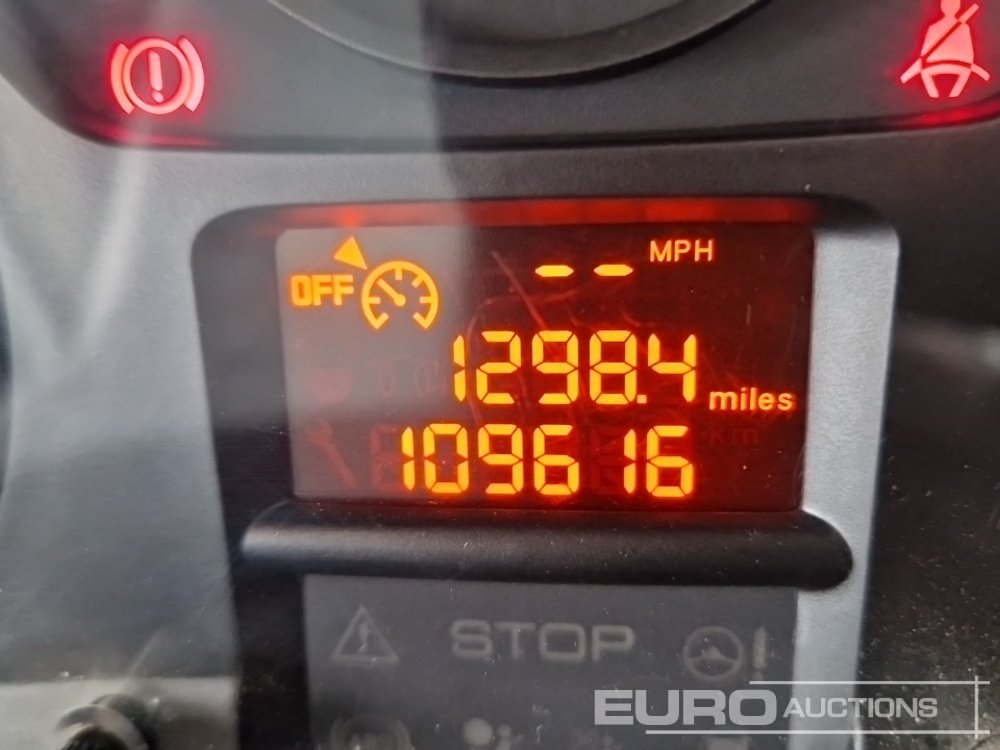 MPH
OFF
1298.4 miles
109616
STOP
EURO AUCTIONS